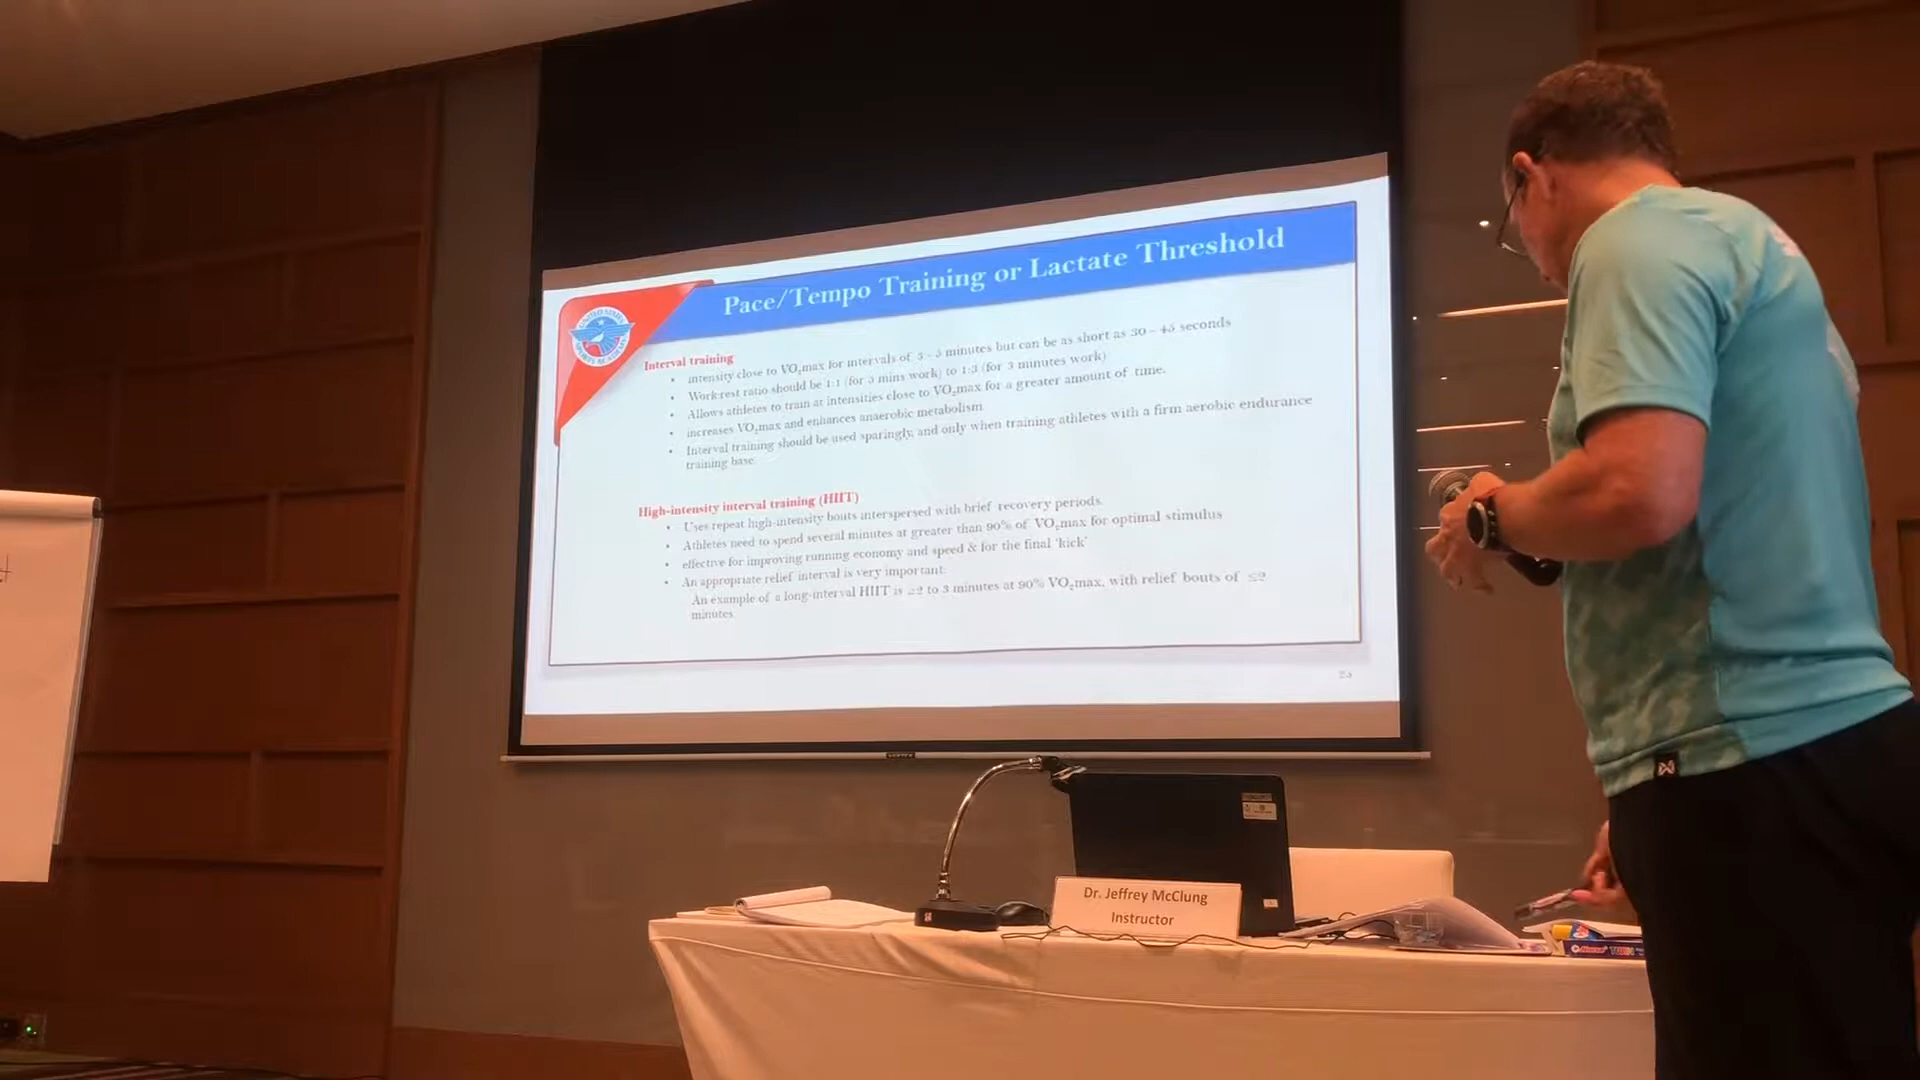 Pace/Tempo Training or Lactate Threshold
UNITED STATES
SPORTS ACADEMY
Interval training
• intensity close to VO₂max for intervals of 3 - 5 minutes but can be as short as 30 – 45 seconds
• Work:rest ratio should be 1:1 (for 3 mins work) to 1:3 (for 3 minutes work)
• Allows athletes to train at intensities close to VO₂max for a greater amount of time.
• increases VO₂max and enhances anaerobic metabolism
• Interval training should be used sparingly, and only when training athletes with a firm aerobic endurance
training base.
High-intensity interval training (HIIT)
• Uses repeat high-intensity bouts interspersed with brief recovery periods.
• Athletes need to spend several minutes at greater than 90% of VO₂max for optimal stimulus
• effective for improving running economy and speed & for the final ‘kick’
• An appropriate relief interval is very important:
An example of a long-interval HIIT is ≥2 to 3 minutes at 90% VO₂max, with relief bouts of ≤2
minutes.
Dr. Jeffrey McClung
Instructor